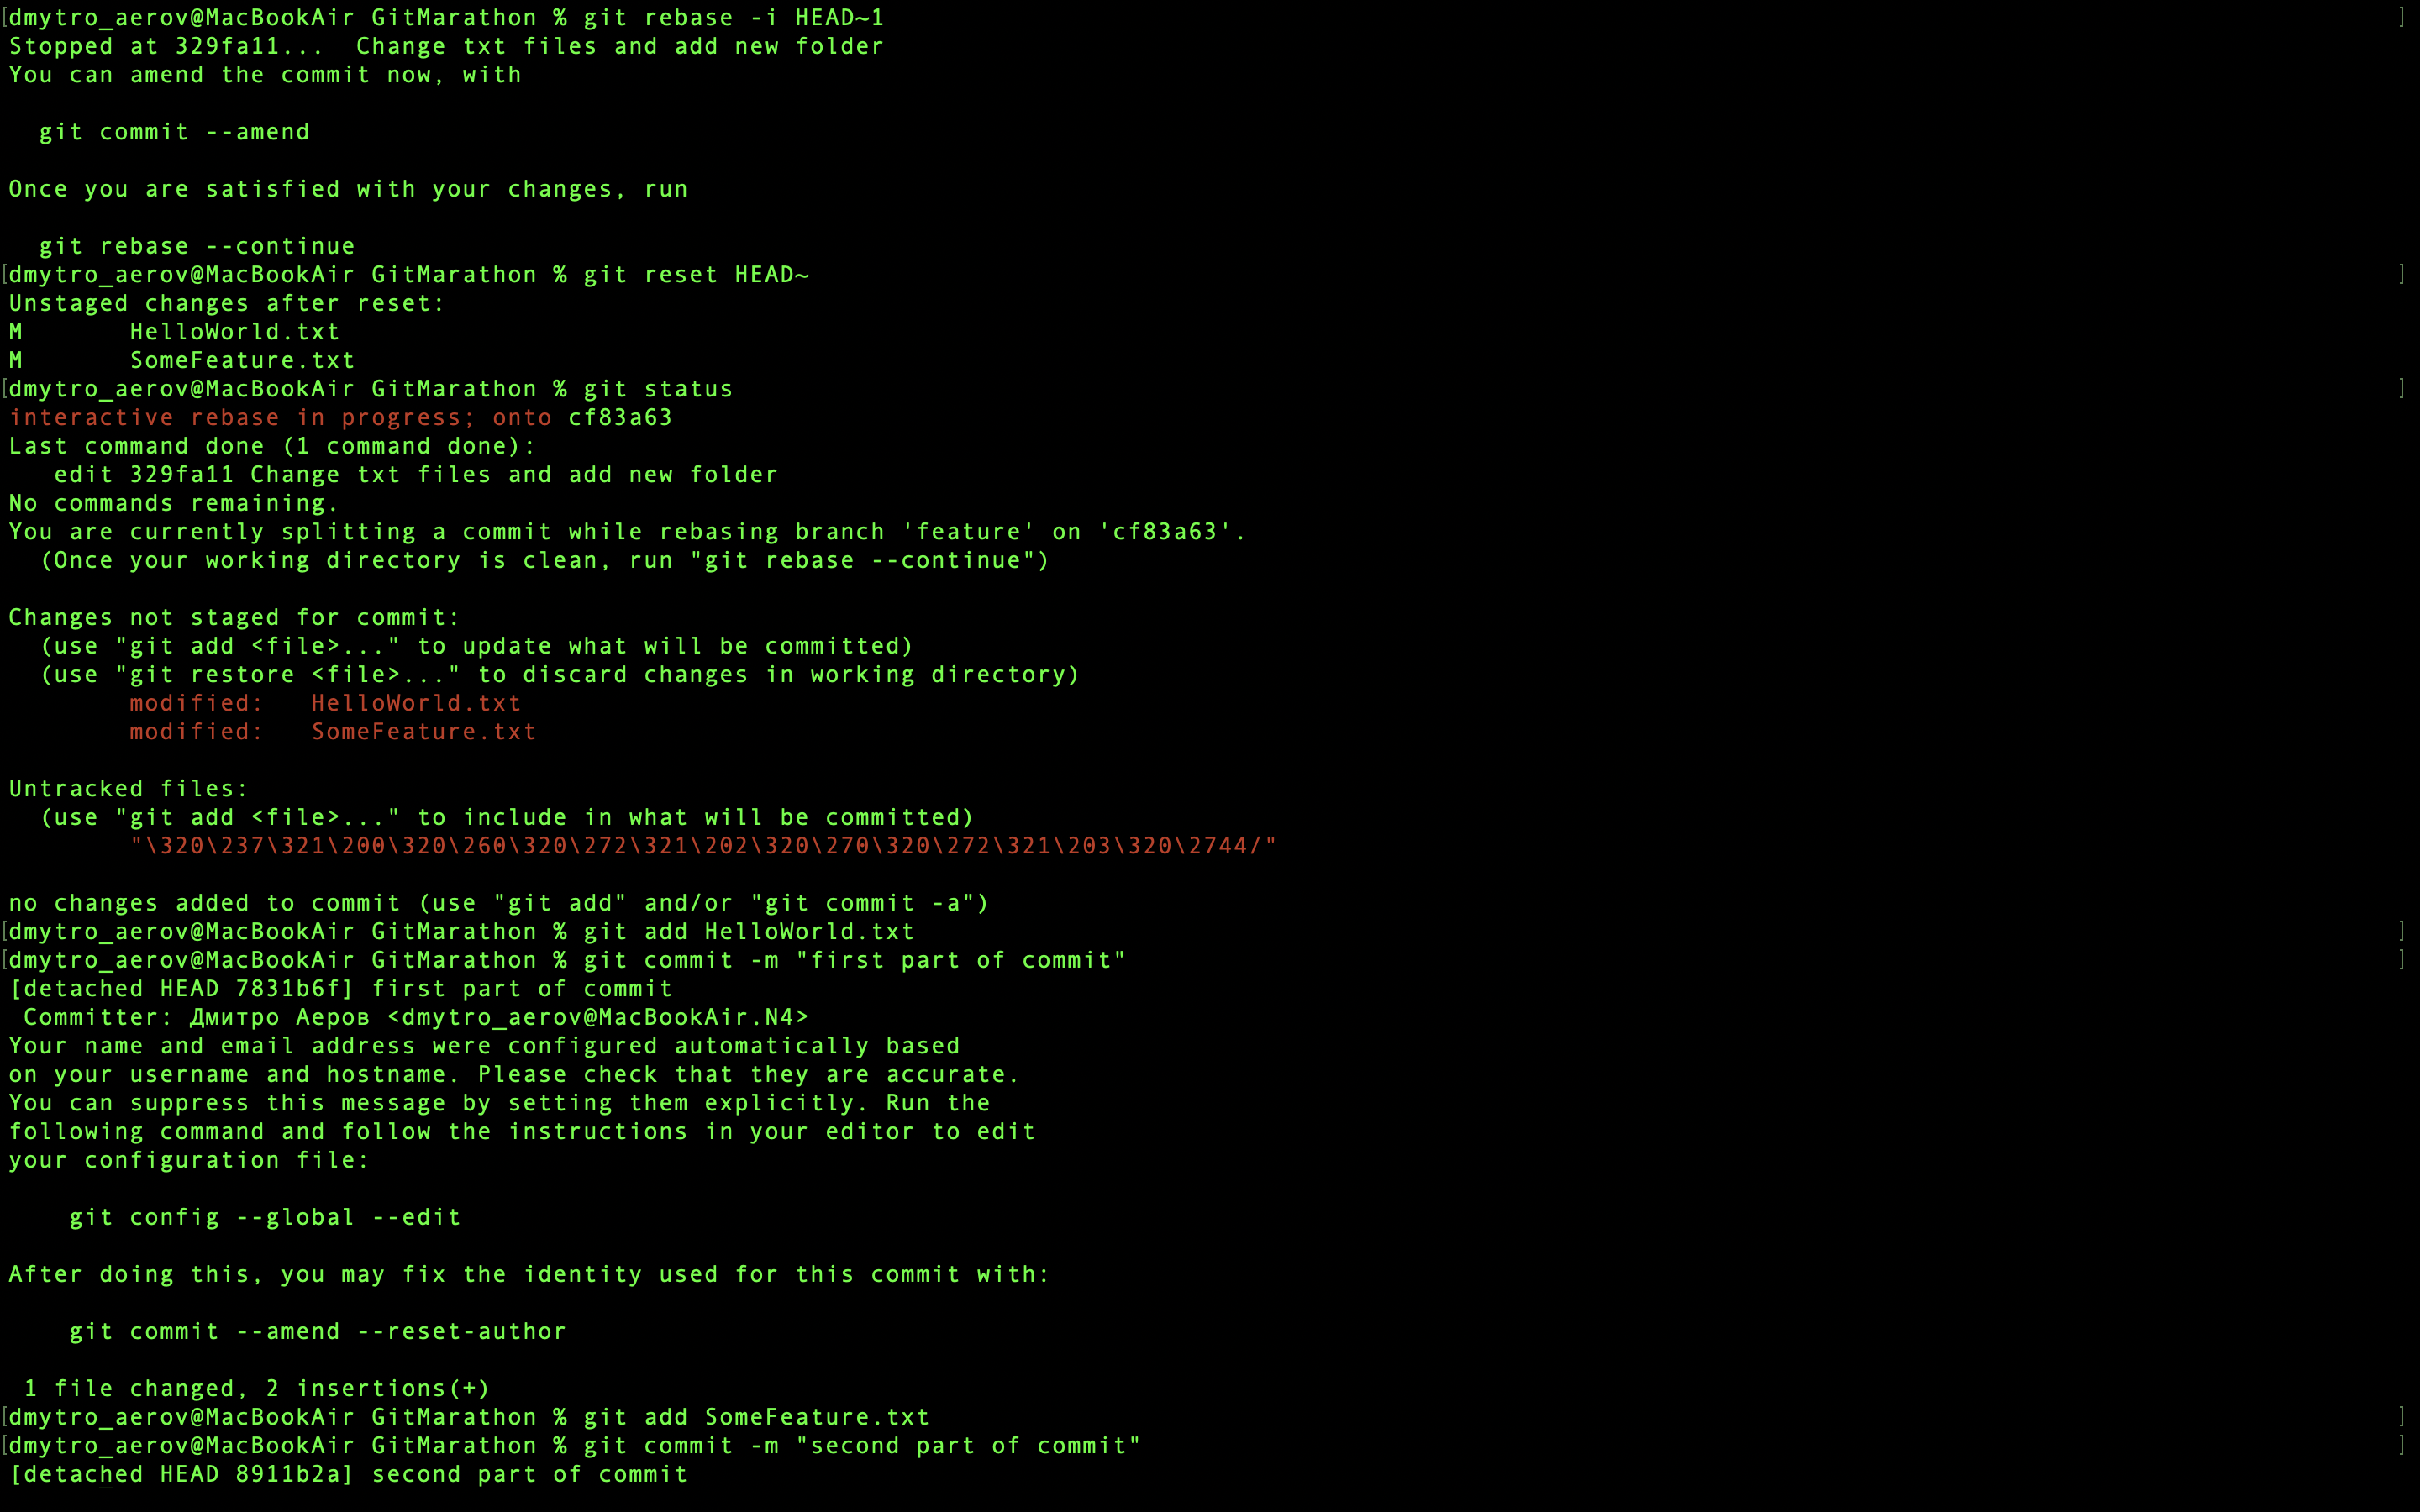 [dmytro_aerov@MacBookAir GitMarathon % git rebase -i HEAD~1 ]
Stopped at 329fa11...  Change txt files and add new folder
You can amend the commit now, with
  git commit --amend
Once you are satisfied with your changes, run
  git rebase --continue
[dmytro_aerov@MacBookAir GitMarathon % git reset HEAD~ ]
Unstaged changes after reset:
M       HelloWorld.txt
M       SomeFeature.txt
[dmytro_aerov@MacBookAir GitMarathon % git status ]
interactive rebase in progress; onto cf83a63
Last command done (1 command done):
   edit 329fa11 Change txt files and add new folder
No commands remaining.
You are currently splitting a commit while rebasing branch 'feature' on 'cf83a63'.
  (Once your working directory is clean, run "git rebase --continue")
Changes not staged for commit:
  (use "git add <file>..." to update what will be committed)
  (use "git restore <file>..." to discard changes in working directory)
        modified:   HelloWorld.txt
        modified:   SomeFeature.txt
Untracked files:
  (use "git add <file>..." to include in what will be committed)
        "\320\237\321\200\320\260\320\272\321\202\320\270\320\272\321\203\320\2744/"
no changes added to commit (use "git add" and/or "git commit -a")
[dmytro_aerov@MacBookAir GitMarathon % git add HelloWorld.txt ]
[dmytro_aerov@MacBookAir GitMarathon % git commit -m "first part of commit" ]
[detached HEAD 7831b6f] first part of commit
 Committer: Дмитро Аеров <dmytro_aerov@MacBookAir.N4>
Your name and email address were configured automatically based
on your username and hostname. Please check that they are accurate.
You can suppress this message by setting them explicitly. Run the
following command and follow the instructions in your editor to edit
your configuration file:
    git config --global --edit
After doing this, you may fix the identity used for this commit with:
    git commit --amend --reset-author
 1 file changed, 2 insertions(+)
[dmytro_aerov@MacBookAir GitMarathon % git add SomeFeature.txt ]
[dmytro_aerov@MacBookAir GitMarathon % git commit -m "second part of commit" ]
[detached HEAD 8911b2a] second part of commit